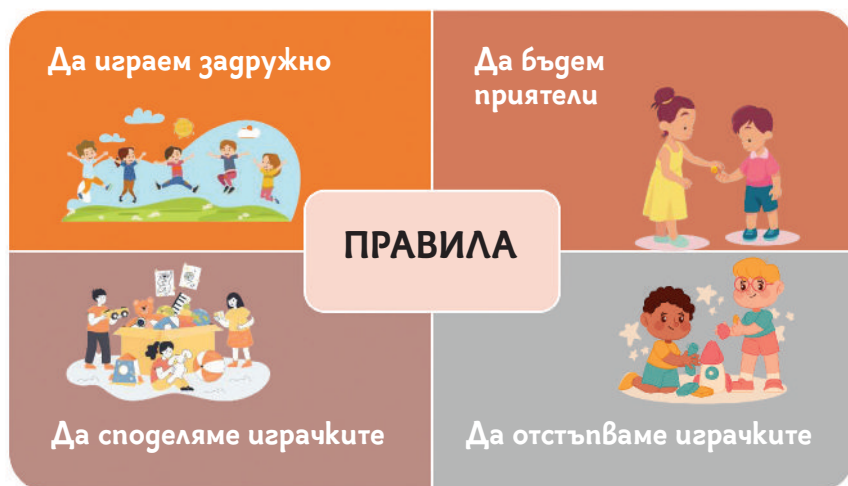 Да играем задружно
Да бъдем
приятели
ПРАВИЛА
Да споделяме играчките
Да отстъпваме играчките